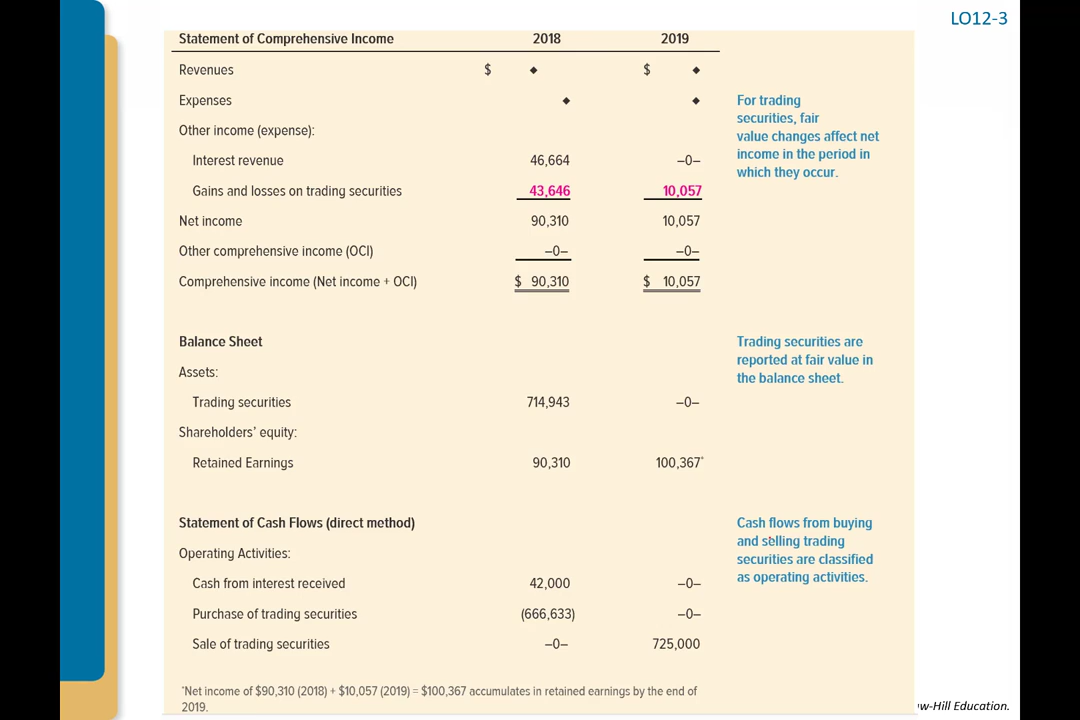 LO12-3
Statement of Comprehensive Income 2018 2019
Revenues $ ◆ $ ◆
Expenses ◆ ◆
Other income (expense):
Interest revenue 46,664 –0–
Gains and losses on trading securities 43,646 10,057
Net income 90,310 10,057
Other comprehensive income (OCI) –0– –0–
Comprehensive income (Net income + OCI) $ 90,310 $ 10,057
For trading
securities, fair
value changes affect net
income in the period in
which they occur.
Balance Sheet
Assets:
Trading securities 714,943 –0–
Shareholders' equity:
Retained Earnings 90,310 100,367*
Trading securities are
reported at fair value in
the balance sheet.
Statement of Cash Flows (direct method)
Operating Activities:
Cash from interest received 42,000 –0–
Purchase of trading securities (666,633) –0–
Sale of trading securities –0– 725,000
Cash flows from buying
and selling trading
securities are classified
as operating activities.
*Net income of $90,310 (2018) + $10,057 (2019) = $100,367 accumulates in retained earnings by the end of
2019.
w-Hill Education.